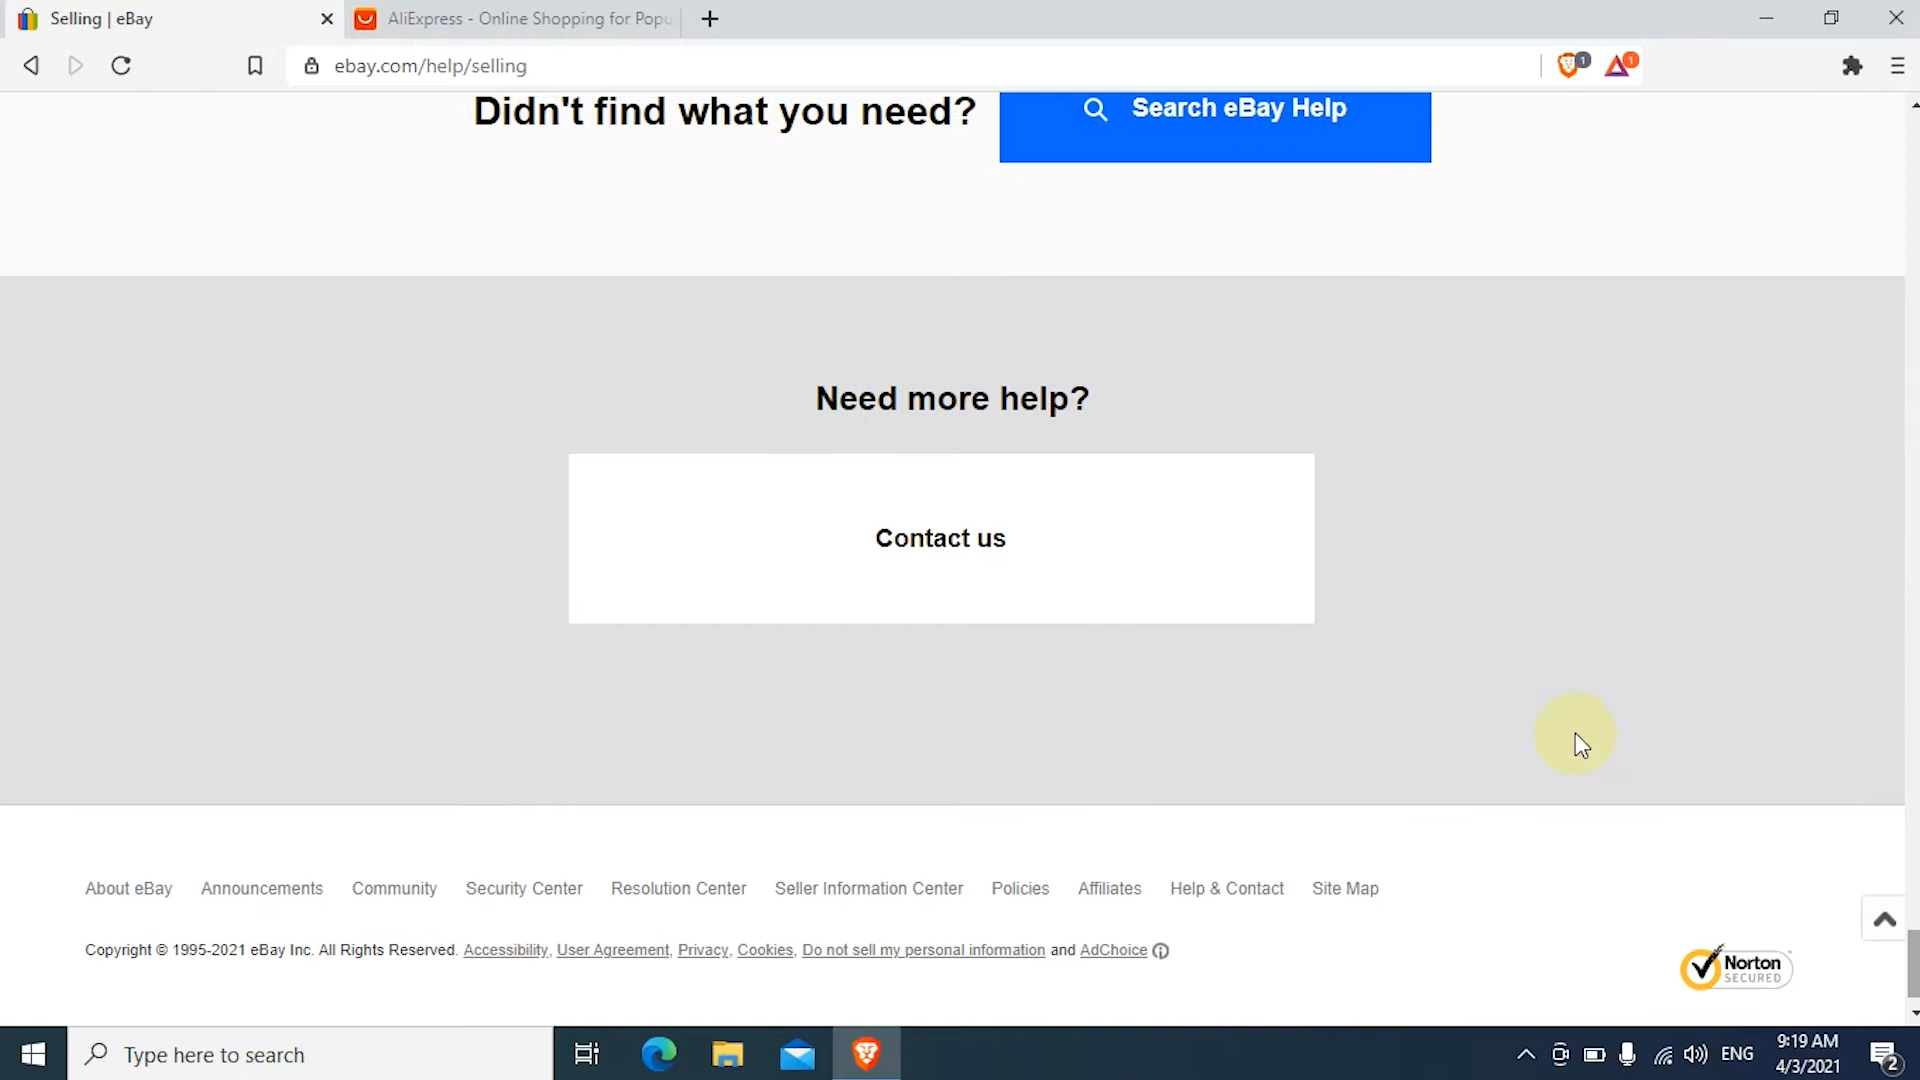 Selling | eBay
AliExpress - Online Shopping for Popu
ebay.com/help/selling
1
1
Didn't find what you need?
Search eBay Help
Need more help?
Contact us
About eBay Announcements Community Security Center Resolution Center Seller Information Center Policies Affiliates Help & Contact Site Map
Copyright © 1995-2021 eBay Inc. All Rights Reserved. Accessibility, User Agreement, Privacy, Cookies, Do not sell my personal information and AdChoice
Norton
SECURED
Type here to search
ENG
9:19 AM
4/3/2021
2